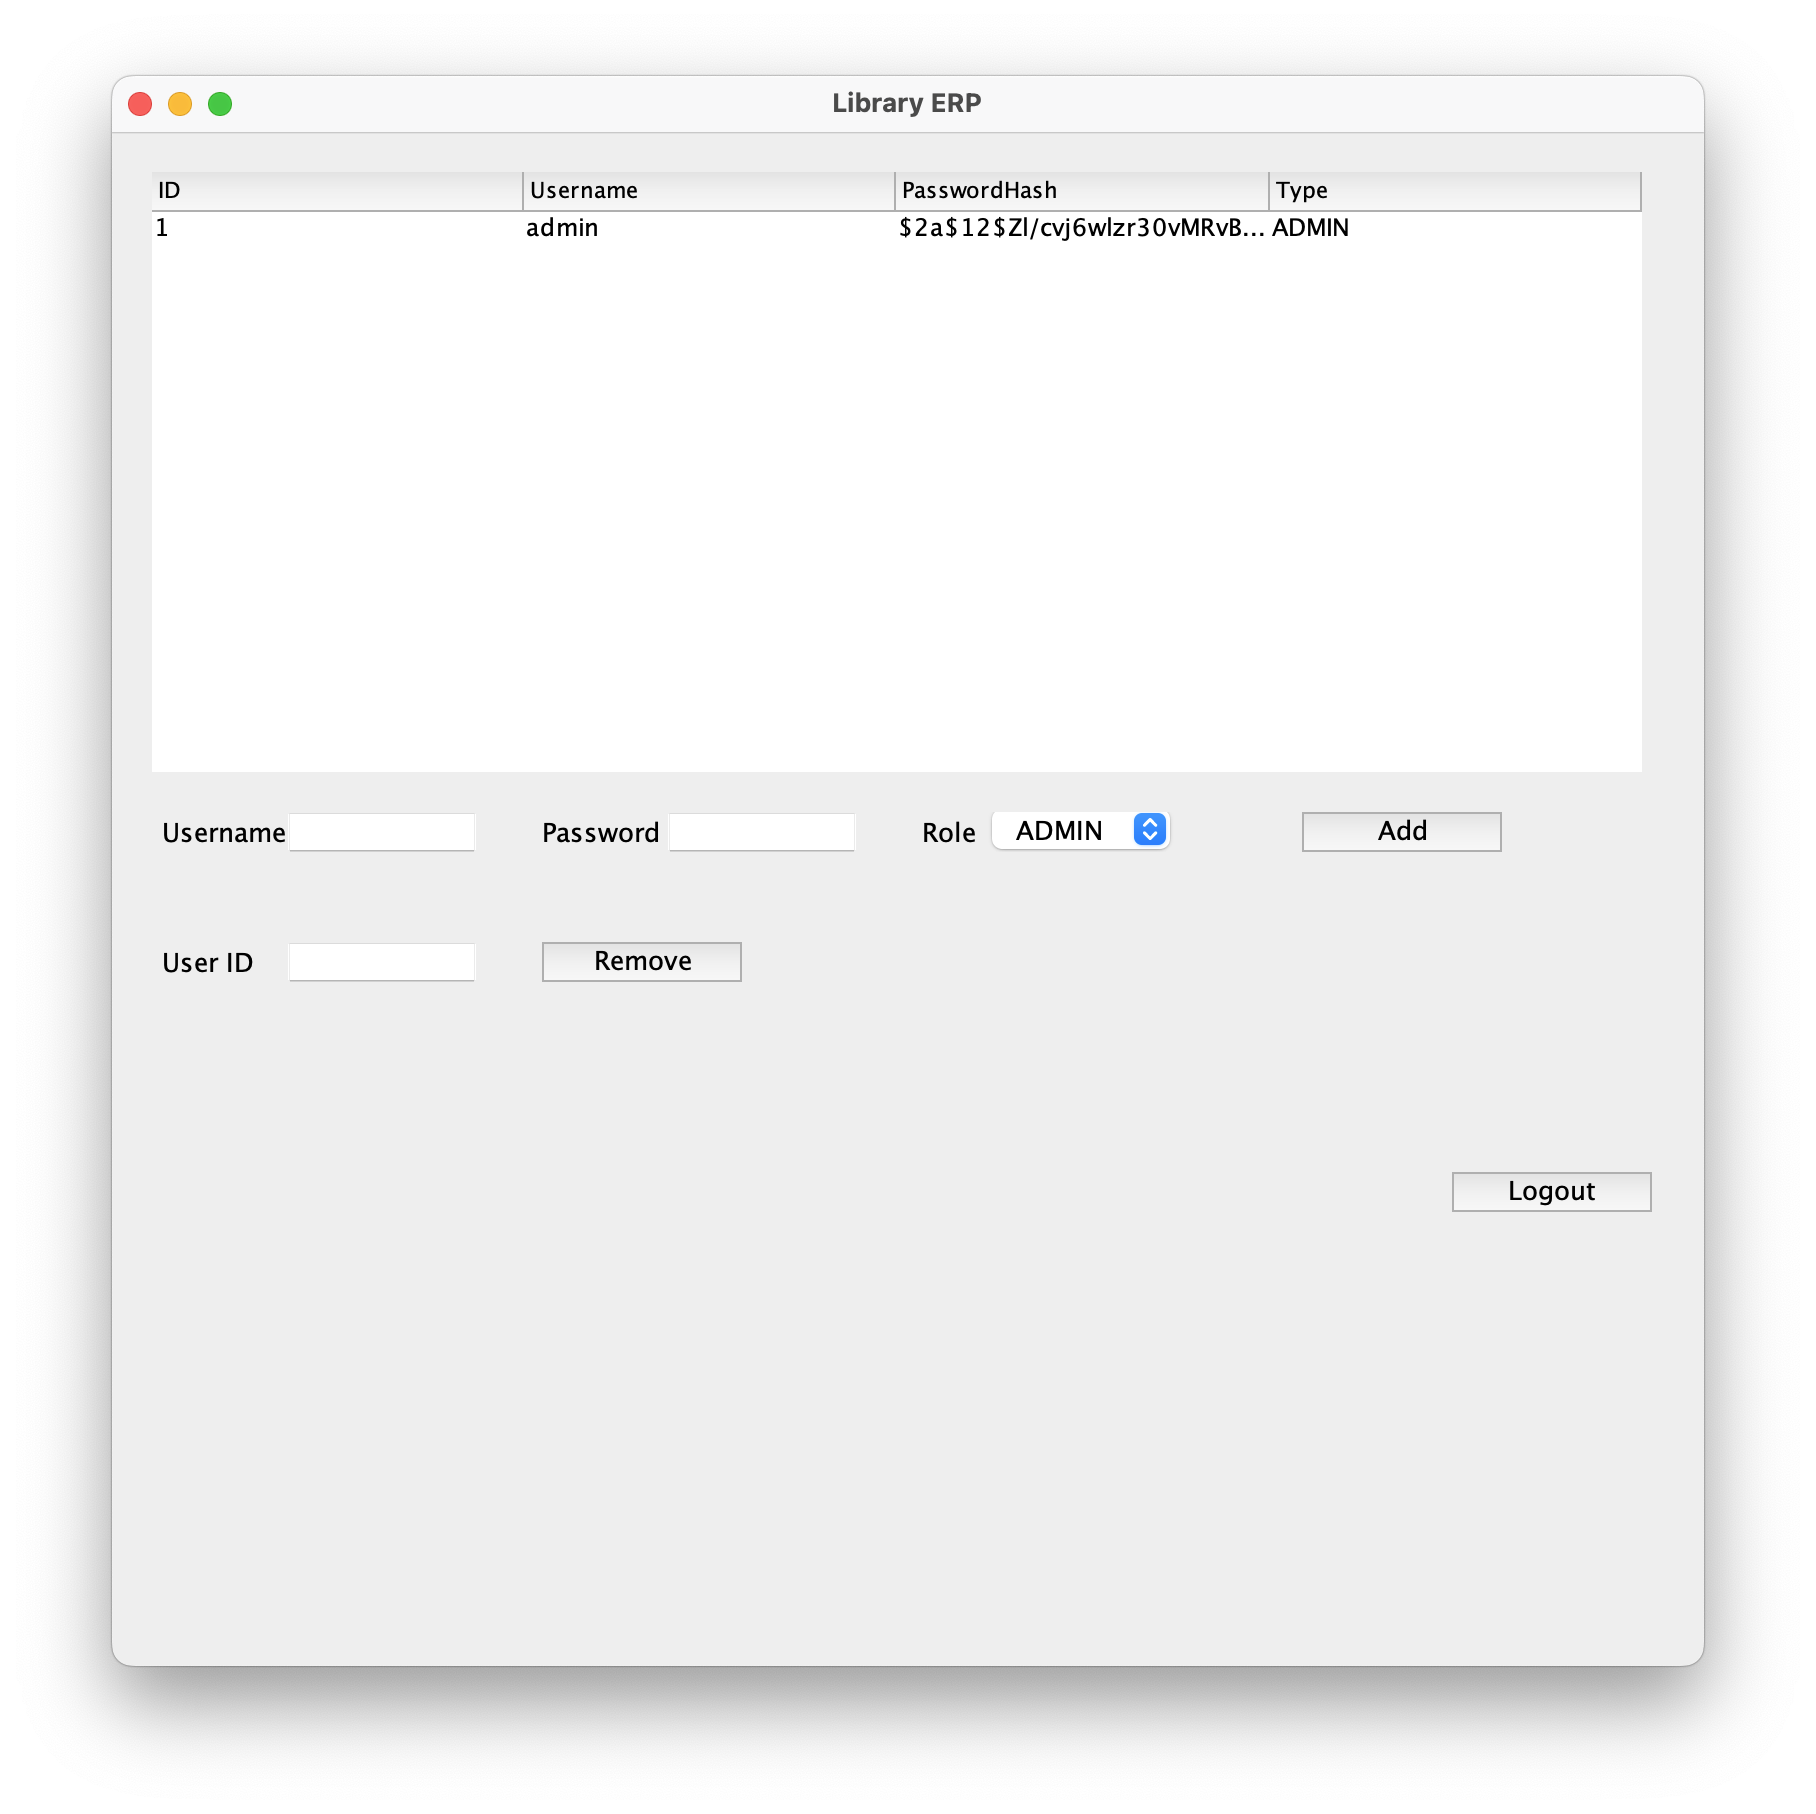 Library ERP
ID Username PasswordHash Type
1 admin $2a$12$Zl/cvj6wlzr30vMRvB... ADMIN
Username Password Role ADMIN Add
User ID Remove
Logout